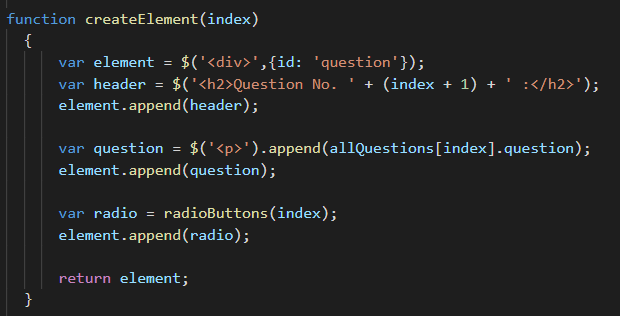 function createElement(index)
{
var element = $('<div>',{id: 'question'});
var header = $('<h2>Question No. ' + (index + 1) + ' :</h2>');
element.append(header);
var question = $('<p>').append(allQuestions[index].question);
element.append(question);
var radio = radioButtons(index);
element.append(radio);
return element;
}